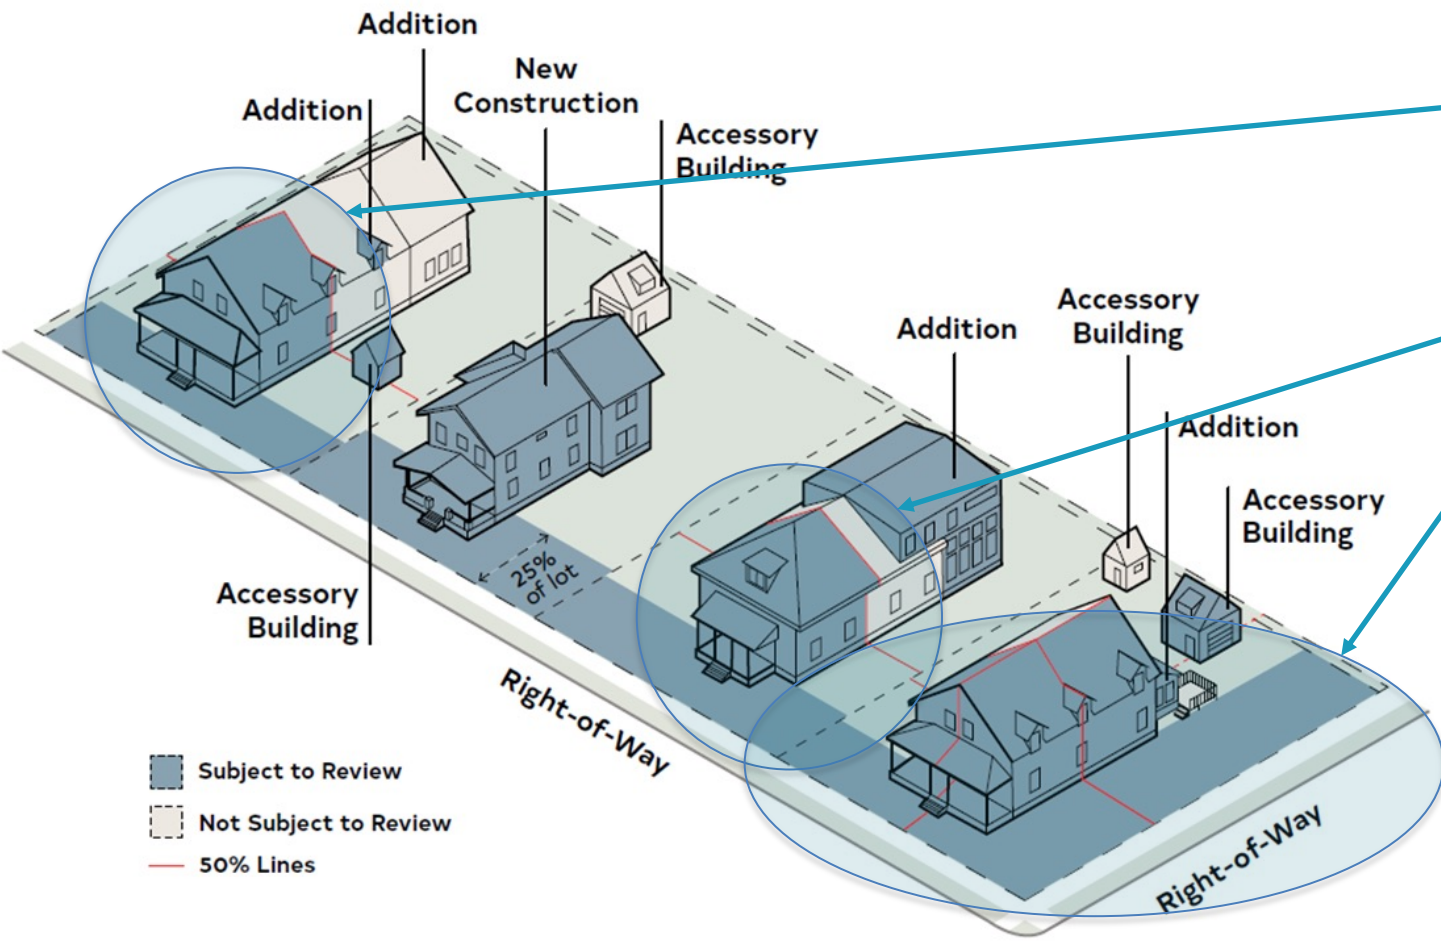 Addition
New
Construction
Addition
Accessory
Building
Accessory
Building
Addition
Addition
Accessory
Building
25%
of lot
Accessory
Building
Right-of-Way
Right-of-Way
Subject to Review
Not Subject to Review
50% Lines